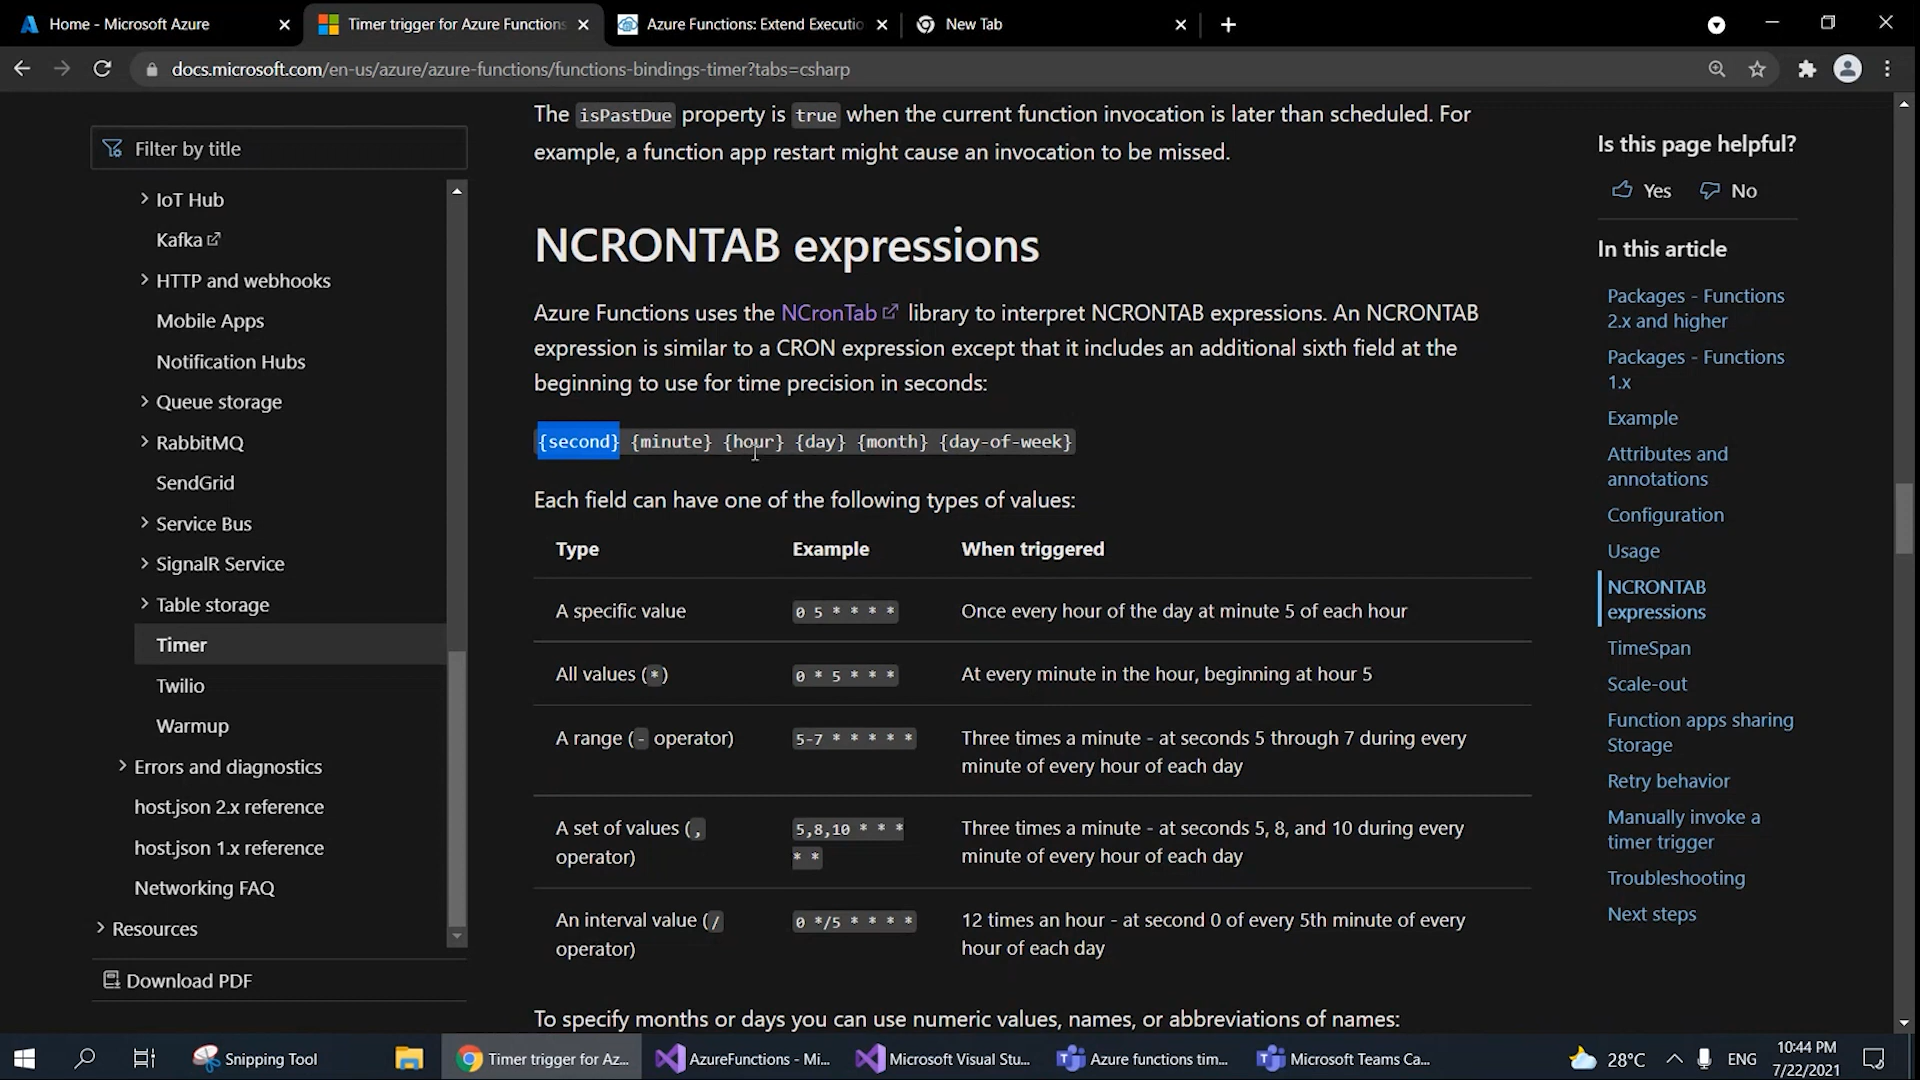 Home - Microsoft Azure
Timer trigger for Azure Functions
Azure Functions: Extend Executio
New Tab
docs.microsoft.com/en-us/azure/azure-functions/functions-bindings-timer?tabs=csharp
Filter by title
IoT Hub
Kafka
HTTP and webhooks
Mobile Apps
Notification Hubs
Queue storage
RabbitMQ
SendGrid
Service Bus
SignalR Service
Table storage
Timer
Twilio
Warmup
Errors and diagnostics
host.json 2.x reference
host.json 1.x reference
Networking FAQ
Resources
Download PDF
The isPastDue property is true when the current function invocation is later than scheduled. For
example, a function app restart might cause an invocation to be missed.
NCRONTAB expressions
Azure Functions uses the NCronTab library to interpret NCRONTAB expressions. An NCRONTAB
expression is similar to a CRON expression except that it includes an additional sixth field at the
beginning to use for time precision in seconds:
{second} {minute} {hour} {day} {month} {day-of-week}
Each field can have one of the following types of values:
Type Example When triggered
A specific value 0 5 * * * * Once every hour of the day at minute 5 of each hour
All values (*) 0 * 5 * * * At every minute in the hour, beginning at hour 5
A range (- operator) 5-7 * * * * * Three times a minute - at seconds 5 through 7 during every
minute of every hour of each day
A set of values (, 5,8,10 * * * Three times a minute - at seconds 5, 8, and 10 during every
operator) * * minute of every hour of each day
An interval value (/ 0 */5 * * * * 12 times an hour - at second 0 of every 5th minute of every
operator) hour of each day
To specify months or days you can use numeric values, names, or abbreviations of names:
Is this page helpful?
Yes No
In this article
Packages - Functions
2.x and higher
Packages - Functions
1.x
Example
Attributes and
annotations
Configuration
Usage
NCRONTAB
expressions
TimeSpan
Scale-out
Function apps sharing
Storage
Retry behavior
Manually invoke a
timer trigger
Troubleshooting
Next steps
Snipping Tool
Timer trigger for Az...
AzureFunctions - Mi...
Microsoft Visual Stu...
Azure functions tim...
Microsoft Teams Ca...
28°C
ENG
10:44 PM
7/22/2021